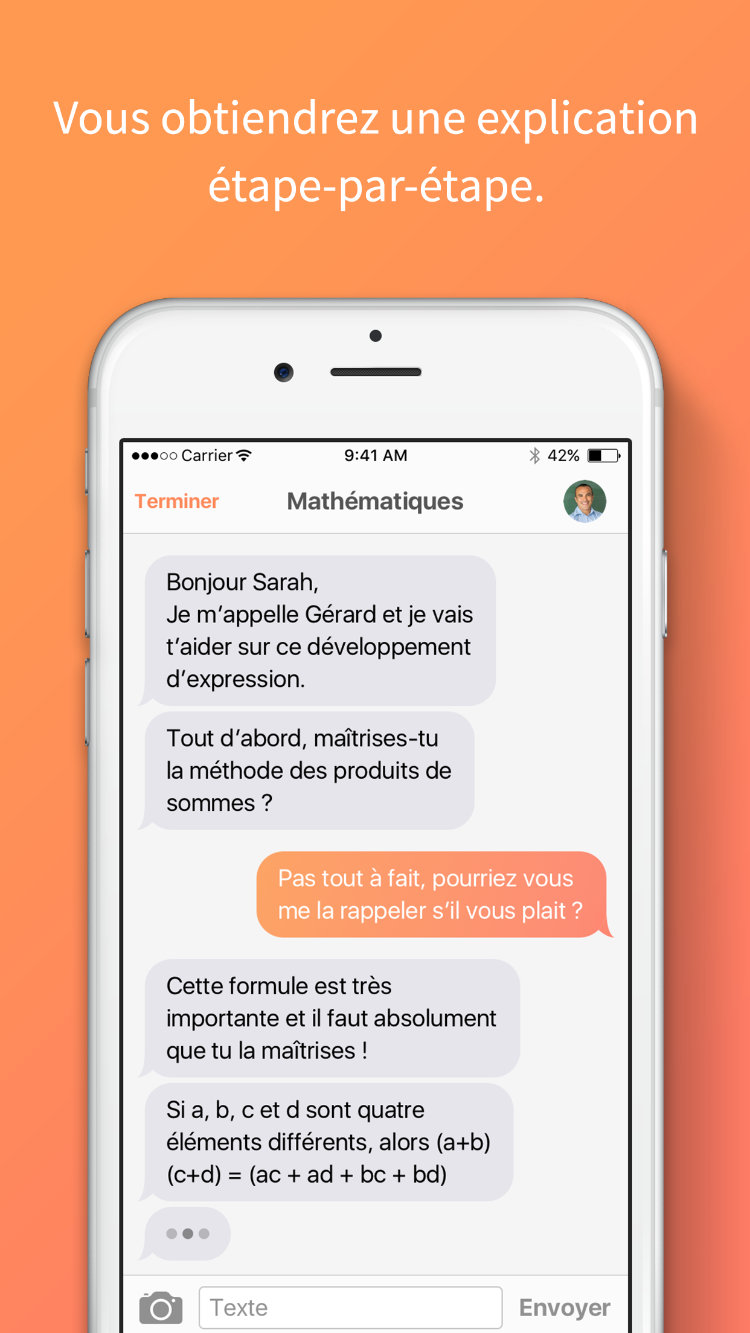 Vous obtiendrez une explication
étape-par-étape.
Carrier 9:41 AM 42%
Terminer Mathématiques
Bonjour Sarah,
Je m'appelle Gérard et je vais
t'aider sur ce développement
d'expression.
Tout d'abord, maîtrises-tu
la méthode des produits de
sommes ?
Pas tout à fait, pourriez vous
me la rappeler s'il vous plait ?
Cette formule est très
importante et il faut absolument
que tu la maîtrises !
Si a, b, c et d sont quatre
éléments différents, alors (a+b)
(c+d) = (ac + ad + bc + bd)
Texte Envoyer